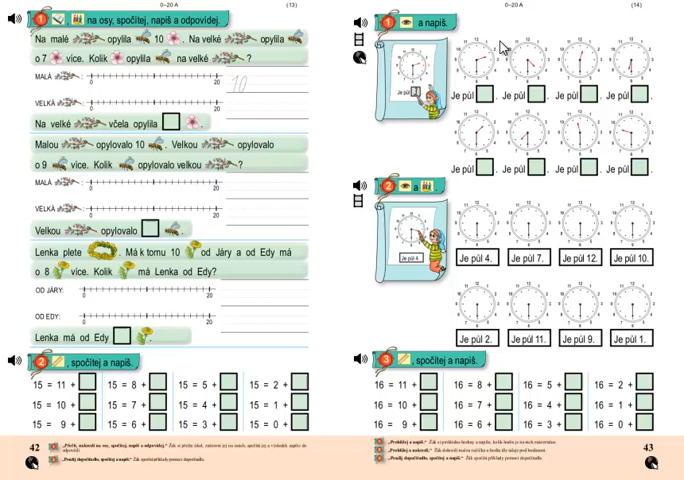 0–20 A
(13)
1 , na osy, spočítej, napiš a odpovídej.
Na malé opylila 10 . Na velké opylila
o 7 více. Kolik opylila na velké ?
MALÁ :
0 20
10
VELKÁ :
0 20
Na velké včela opylila .
Malou opylovalo 10 . Velkou opylovalo
o 9 více. Kolik opylovalo velkou ?
MALÁ :
0 20
VELKÁ :
0 20
Velkou opylovalo .
Lenka plete . Má k tomu 10 od Járy a od Edy má
o 8 více. Kolik má Lenka od Edy?
OD JÁRY:
0 20
OD EDY:
0 20
Lenka má od Edy .
2 , spočítej a napiš.
15 = 11 + 15 = 8 + 15 = 5 + 15 = 2 +
15 = 10 + 15 = 7 + 15 = 4 + 15 = 1 +
15 = 9 + 15 = 6 + 15 = 3 + 15 = 0 +
42
0–20 A
(14)
1 a napiš.
Je půl
Je půl . Je půl . Je půl . Je půl .
Je půl . Je půl . Je půl . Je půl .
2 a .
Je půl 4.
Je půl 4. Je půl 7. Je půl 12. Je půl 10.
Je půl 2. Je půl 11. Je půl 9. Je půl 1.
3 , spočítej a napiš.
16 = 11 + 16 = 8 + 16 = 5 + 16 = 2 +
16 = 10 + 16 = 7 + 16 = 4 + 16 = 1 +
16 = 9 + 16 = 6 + 16 = 3 + 16 = 0 +
43